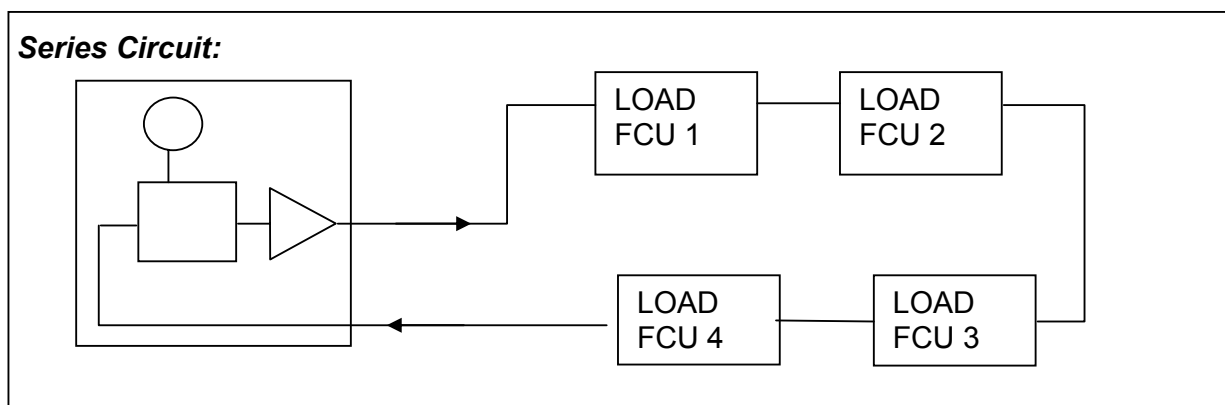 Series Circuit:
LOAD
FCU 1
LOAD
FCU 2
LOAD
FCU 4
LOAD
FCU 3